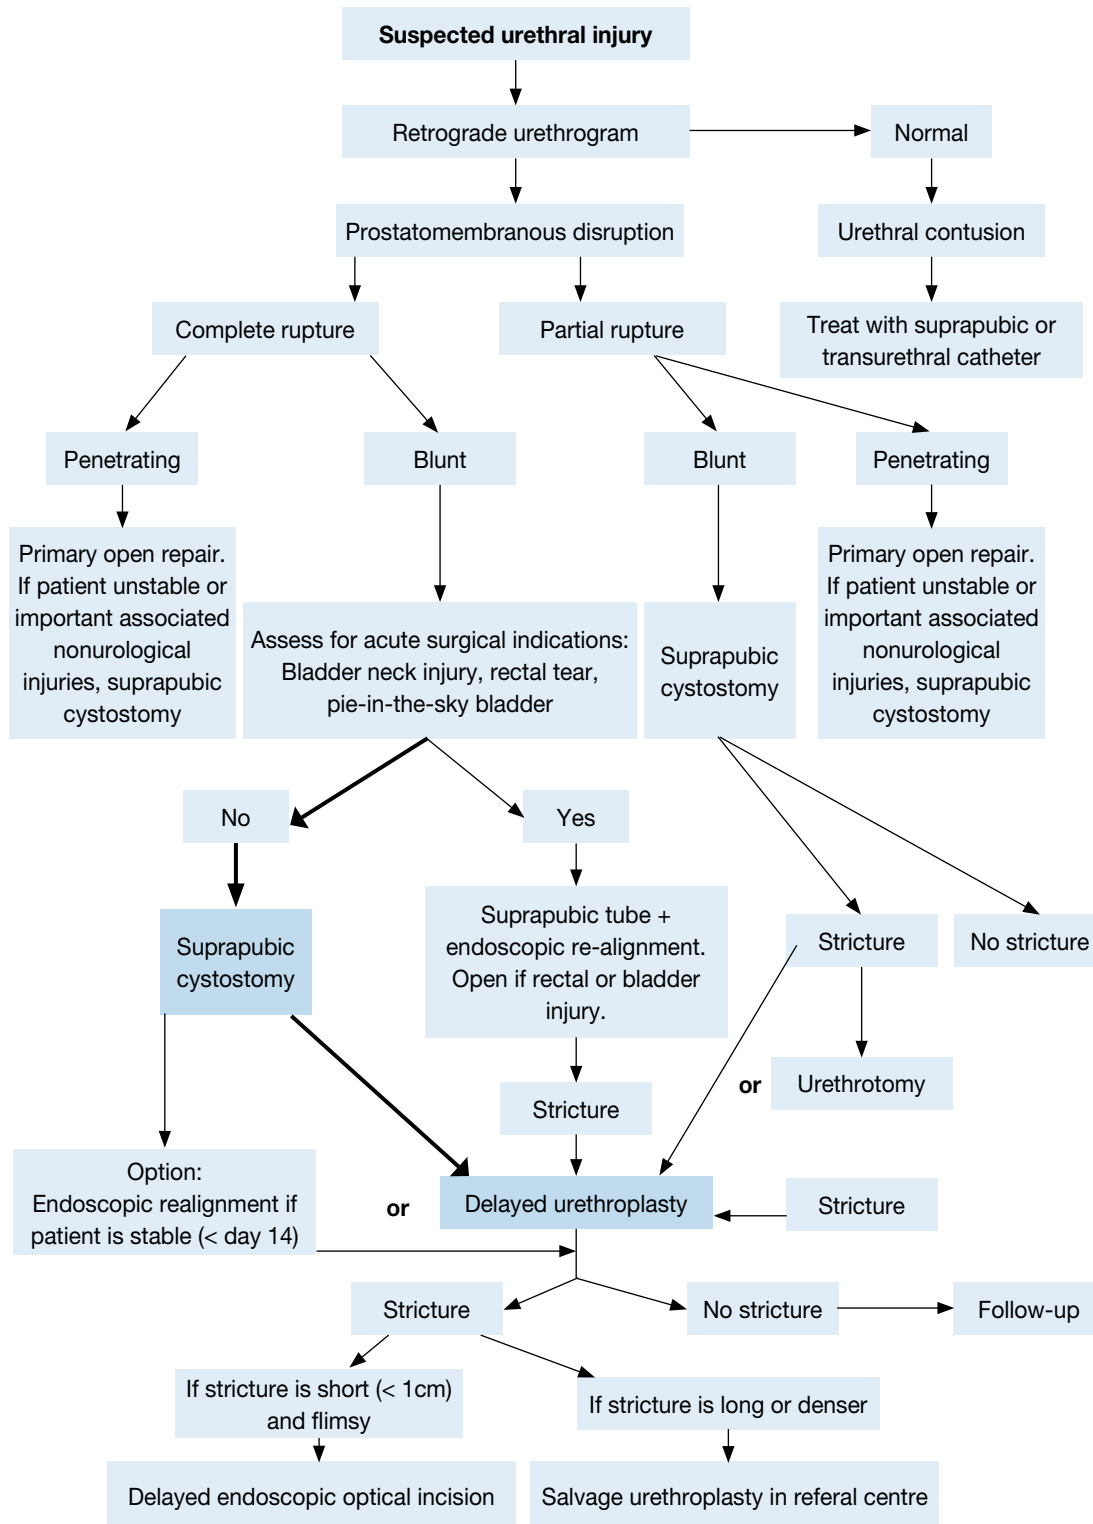 Suspected urethral injury
Retrograde urethrogram
Normal
Prostatomembranous disruption
Urethral contusion
Complete rupture
Partial rupture
Treat with suprapubic or
transurethral catheter
Penetrating
Blunt
Blunt
Penetrating
Primary open repair.
If patient unstable or
important associated
nonurological
injuries, suprapubic
cystostomy
Assess for acute surgical indications:
Bladder neck injury, rectal tear,
pie-in-the-sky bladder
Suprapubic
cystostomy
Primary open repair.
If patient unstable or
important associated
nonurological
injuries, suprapubic
cystostomy
No
Yes
Suprapubic
cystostomy
Suprapubic tube +
endoscopic re-alignment.
Open if rectal or bladder
injury.
Stricture
No stricture
Stricture
or
Urethrotomy
Option:
Endoscopic realignment if
patient is stable (< day 14)
or
Delayed urethroplasty
Stricture
Stricture
No stricture
Follow-up
If stricture is short (< 1cm)
and flimsy
If stricture is long or denser
Delayed endoscopic optical incision
Salvage urethroplasty in referal centre